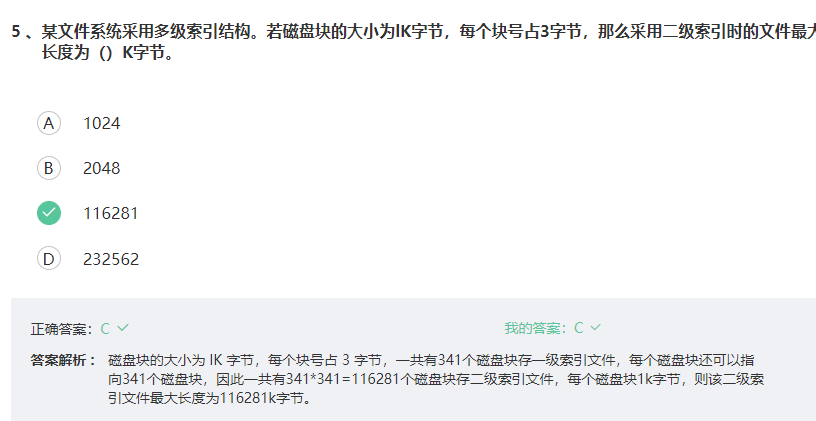 5 、某文件系统采用多级索引结构。若磁盘块的大小为lK字节，每个块号占3字节，那么采用二级索引时的文件最大
长度为（）K字节。
A 1024
B 2048
116281
D 232562
正确答案： C 我的答案： C
答案解析： 磁盘块的大小为 lK 字节，每个块号占 3 字节，一共有341个磁盘块存一级索引文件，每个磁盘块还可以指
向341个磁盘块，因此一共有341*341=116281个磁盘块存二级索引文件，每个磁盘块1k字节，则该二级索
引文件最大长度为116281k字节。